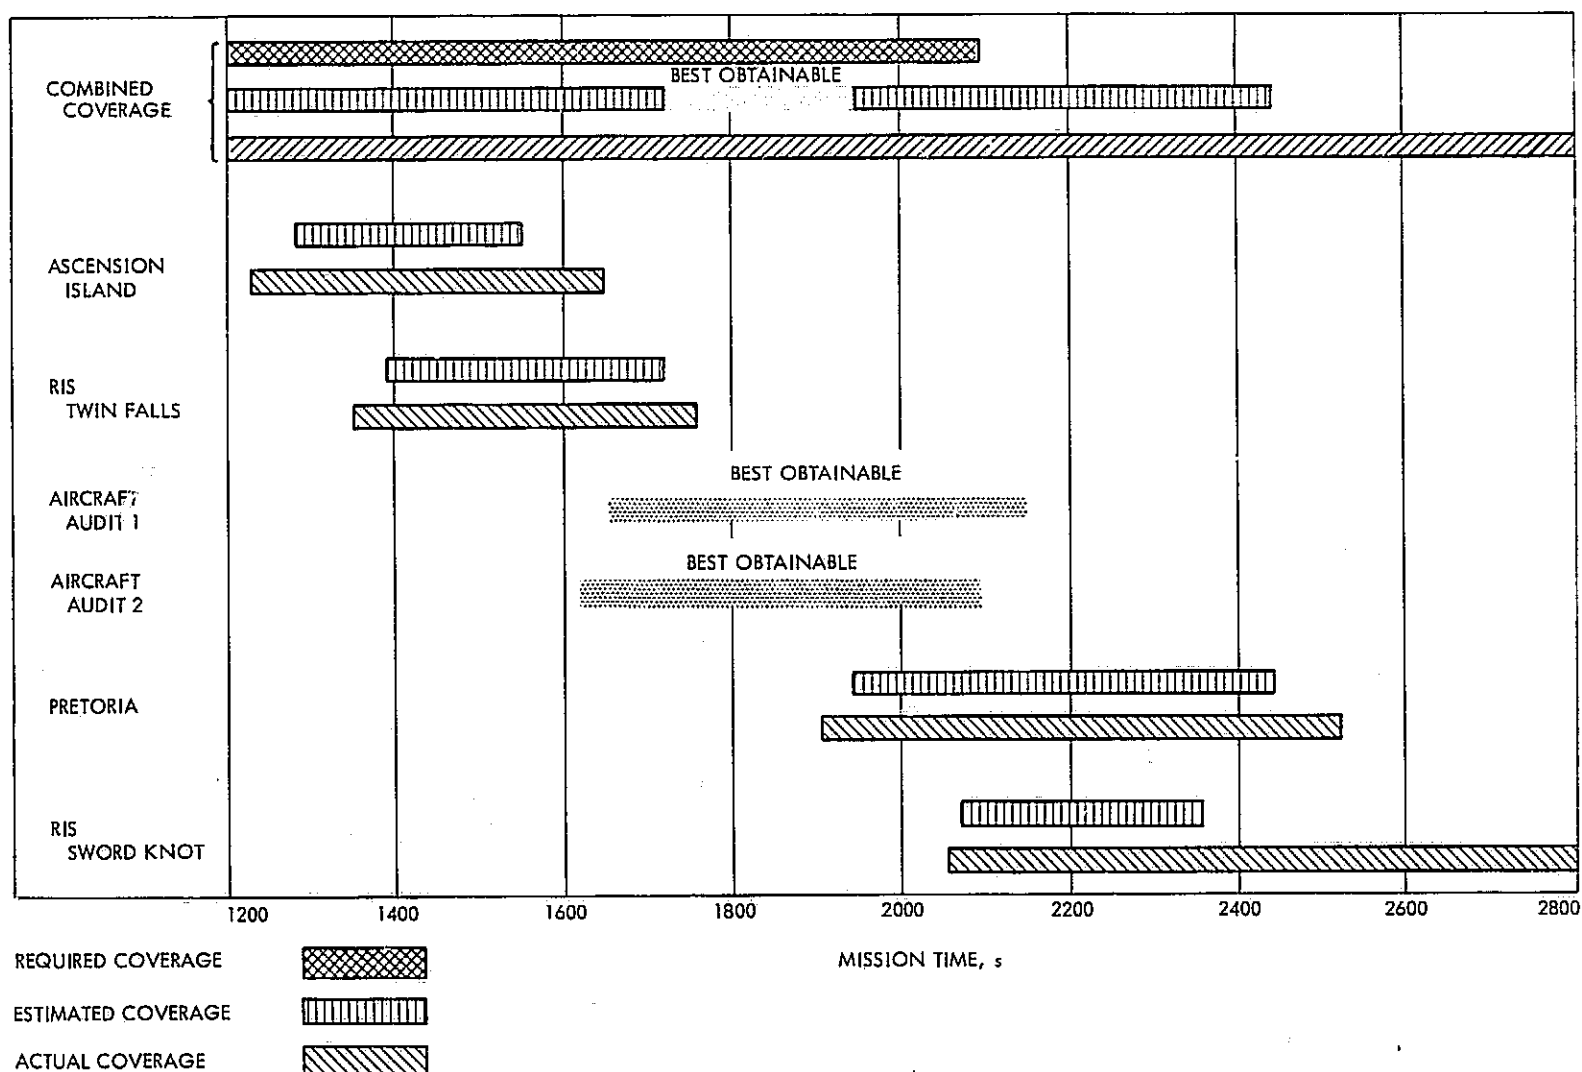 BEST OBTAINABLE
COMBINED
COVERAGE
ASCENSION
ISLAND
RIS
TWIN FALLS
BEST OBTAINABLE
AIRCRAFT
AUDIT 1
BEST OBTAINABLE
AIRCRAFT
AUDIT 2
PRETORIA
RIS
SWORD KNOT
1200 1400 1600 1800 2000 2200 2400 2600 2800
MISSION TIME, s
REQUIRED COVERAGE
ESTIMATED COVERAGE
ACTUAL COVERAGE